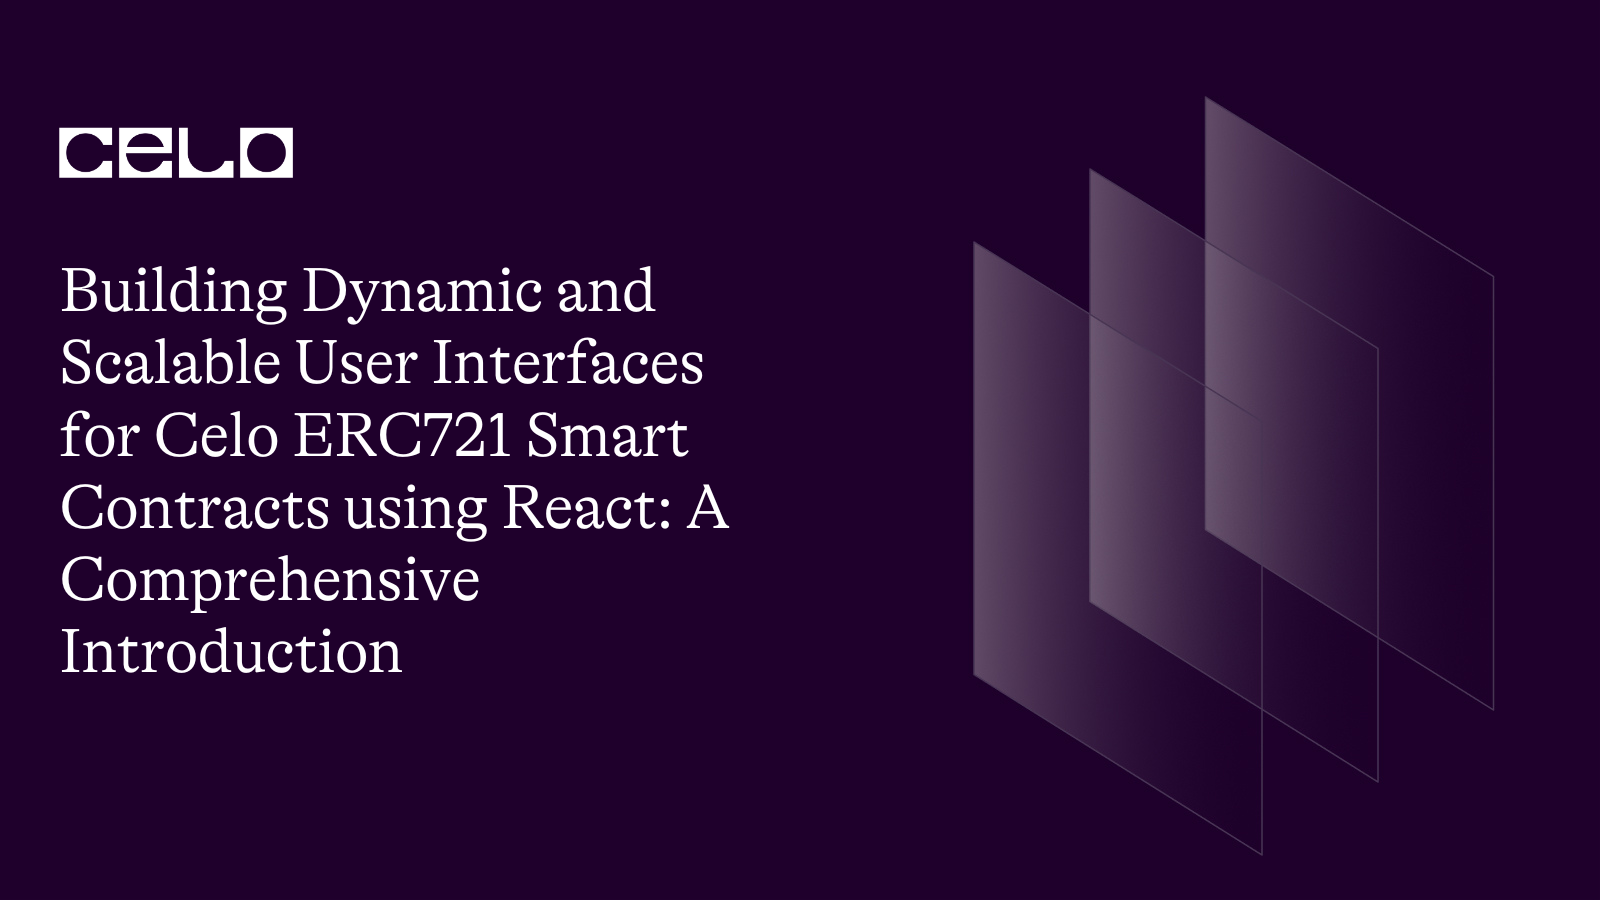 CELO
Building Dynamic and
Scalable User Interfaces
for Celo ERC721 Smart
Contracts using React: A
Comprehensive
Introduction